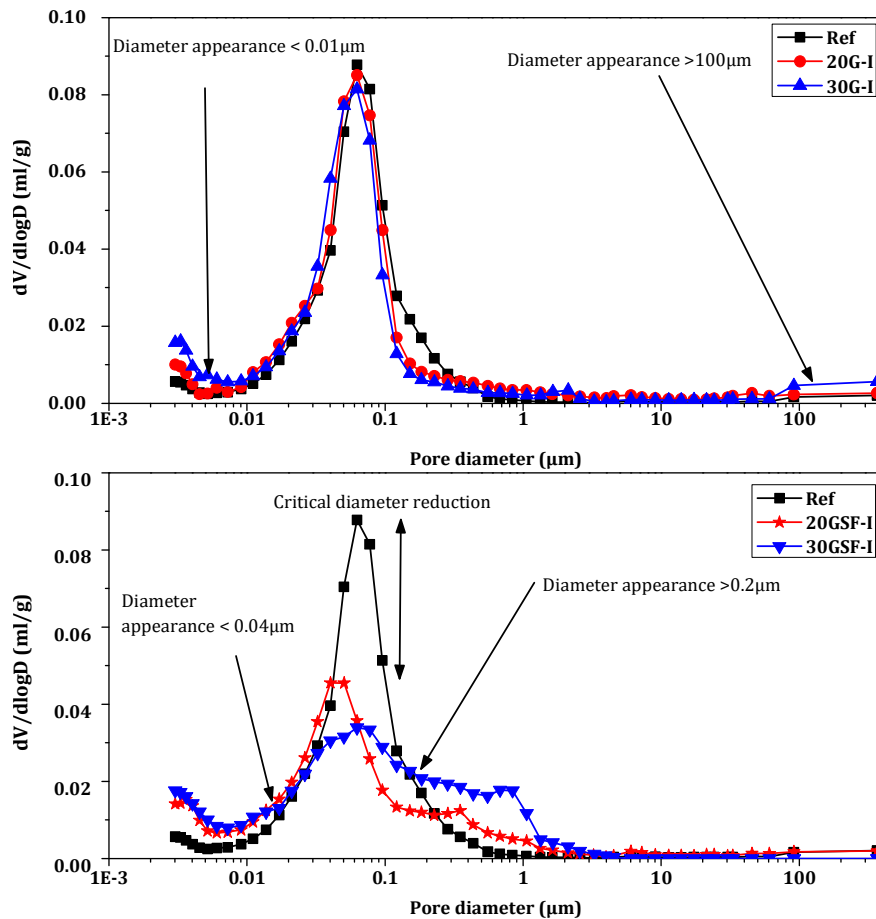 Diameter appearance < 0.01µm
Diameter appearance >100µm
Ref
20G-I
30G-I
dV/dlogD (ml/g)
0.10
0.08
0.06
0.04
0.02
0.00
1E-3 0.01 0.1 1 10 100
Pore diameter (µm)
Critical diameter reduction
Ref
20GSF-I
30GSF-I
Diameter appearance >0.2µm
Diameter
appearance < 0.04µm
dV/dlogD (ml/g)
0.10
0.08
0.06
0.04
0.02
0.00
1E-3 0.01 0.1 1 10 100
Pore diameter (µm)